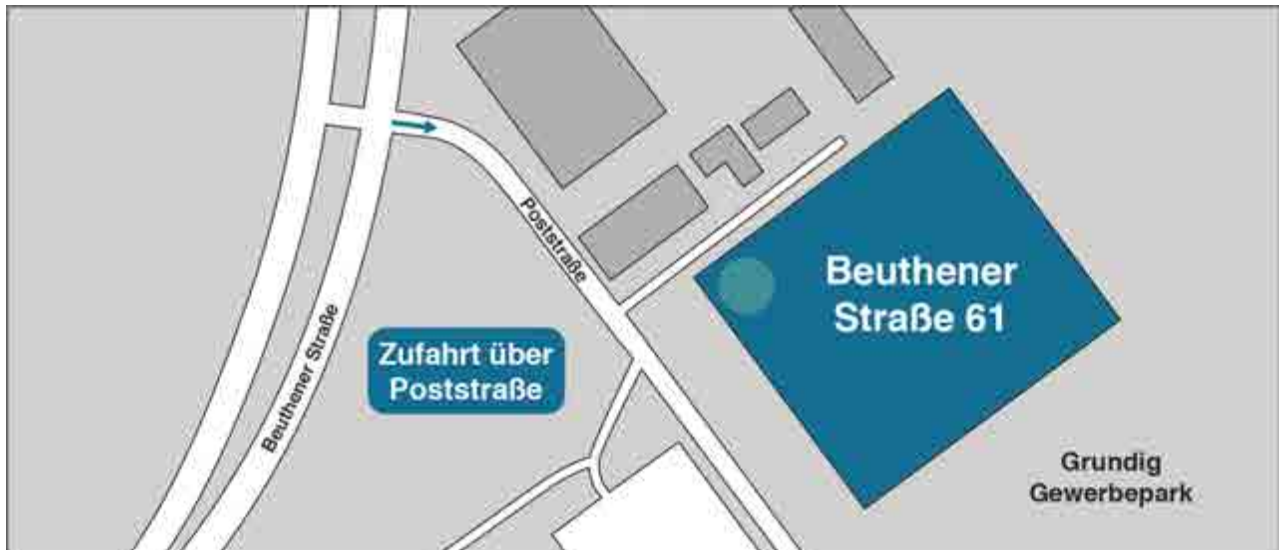 Poststraße
Beuthener
Straße 61
Beuthener Straße
Zufahrt über
Poststraße
Grundig
Gewerbepark